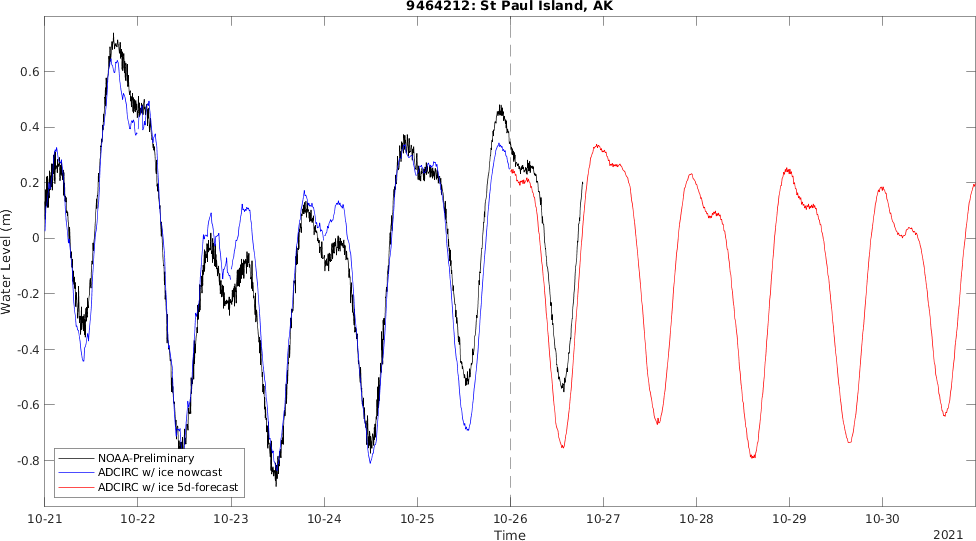 9464212: St Paul Island, AK
Water Level (m)
0.6
0.4
0.2
0
-0.2
-0.4
-0.6
-0.8
NOAA-Preliminary
ADCIRC w/ ice nowcast
ADCIRC w/ ice 5d-forecast
10-21 10-22 10-23 10-24 10-25 10-26 10-27 10-28 10-29 10-30
Time
2021